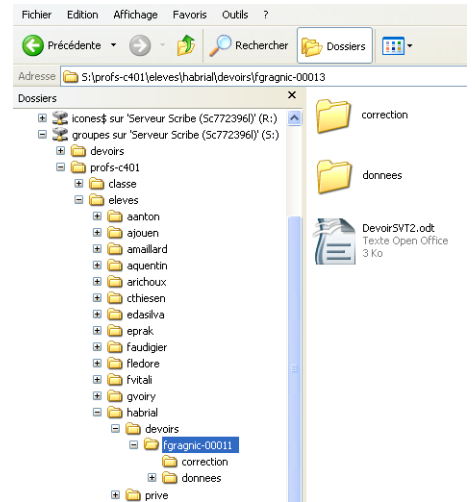 Fichier Edition Affichage Favoris Outils ?
Précédente Rechercher Dossiers
Adresse S:\profs-c401\eleves\habrial\devoirs\fgragnic-00013
Dossiers
icones$ sur 'Serveur Scribe (Sc772396l)' (R:)
groupes sur 'Serveur Scribe (Sc772396l)' (S:)
devoirs
profs-c401
classe
eleves
aanton
ajouen
amaillard
aquentin
arichoux
cthiesen
edasilva
eprak
faudigier
fledore
fvitali
gvoiry
habrial
devoirs
fgragnic-00011
correction
donnees
prive
correction
donnees
DevoirSVT2.odt
Texte Open Office
3 Ko